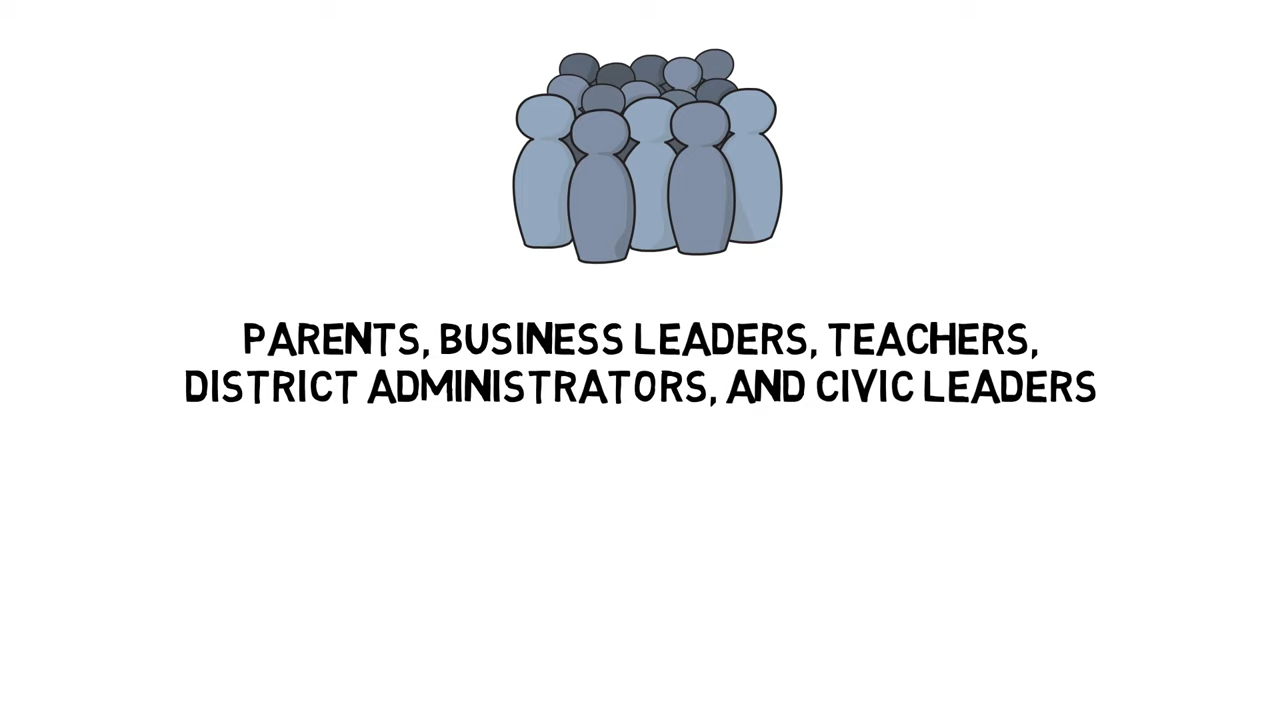 PARENTS, BUSINESS LEADERS, TEACHERS,
DISTRICT ADMINISTRATORS, AND CIVIC LEADERS